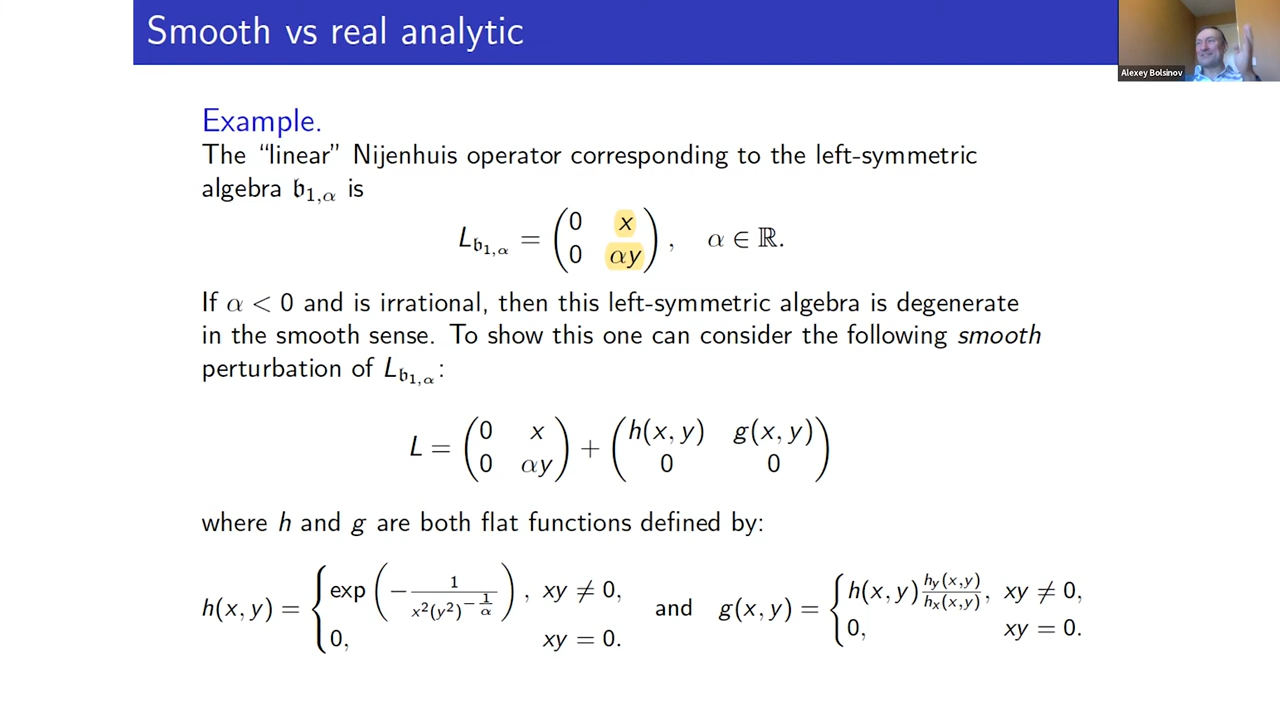 Smooth vs real analytic
Alexey Bolsinov
Example.
The “linear” Nijenhuis operator corresponding to the left-symmetric
algebra 𝔟₁,α is
L_{𝔟₁,α} = ( 0 x ; 0 αy ) , α ∈ ℝ.
If α < 0 and is irrational, then this left-symmetric algebra is degenerate
in the smooth sense. To show this one can consider the following smooth
perturbation of L_{𝔟₁,α}:
L = ( 0 x ; 0 αy ) + ( h(x, y) g(x, y) ; 0 0 )
where h and g are both flat functions defined by:
h(x, y) = { exp ( − 1 / x²(y²)^{−1/α} ) , xy ≠ 0, ; 0, xy = 0. and g(x, y) = { h(x, y) h_y(x,y) / h_x(x,y) , xy ≠ 0, ; 0, xy = 0.